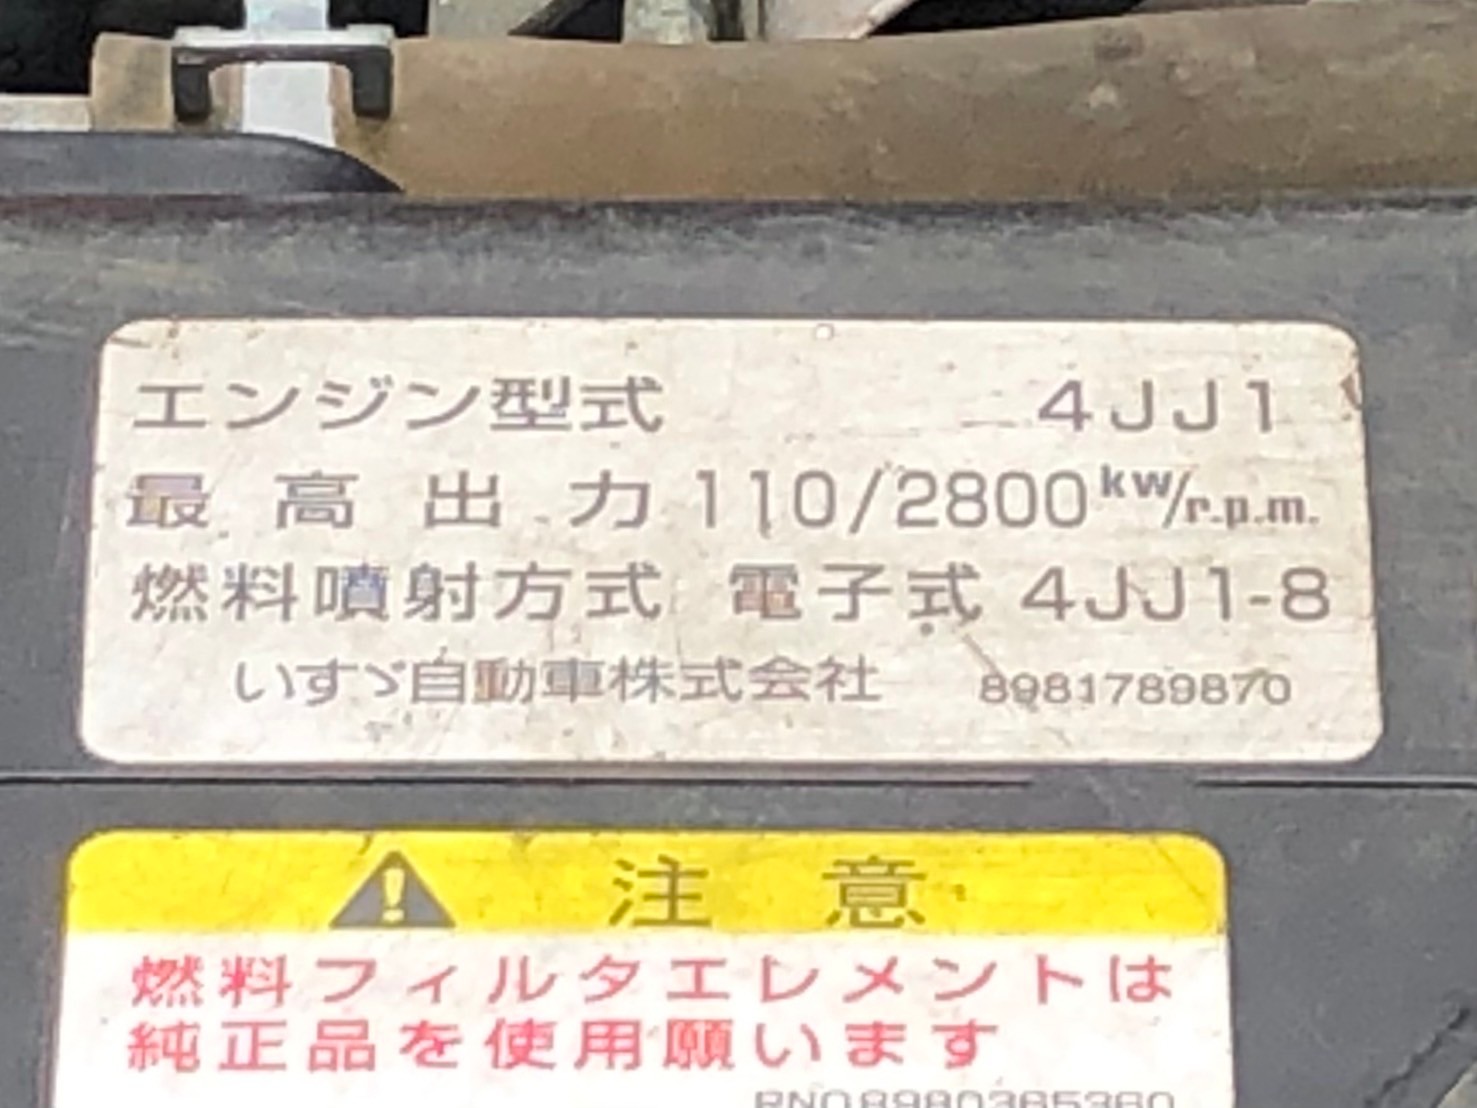 エンジン型式 4JJ1
最高出力 110/2800 kw/r.p.m.
燃料噴射方式 電子式 4JJ1-8
いすゞ自動車株式会社 8981789870
注意
燃料フィルタエレメントは
純正品を使用願います
PNO.8980365360